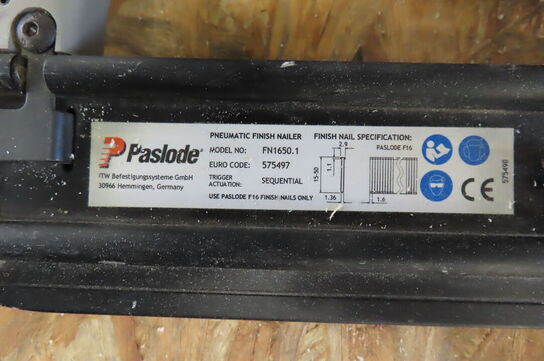 Paslode®
ITW Befestigungssysteme GmbH
30966 Hemmingen, Germany
PNEUMATIC FINISH NAILER
MODEL NO: FN1650.1
EURO CODE: 575497
TRIGGER ACTUATION: SEQUENTIAL
USE PASLODE F16 FINISH NAILS ONLY
FINISH NAIL SPECIFICATION:
2.9
PASLODE F16
15-50
1.1
1.36
1.6
CE
575498